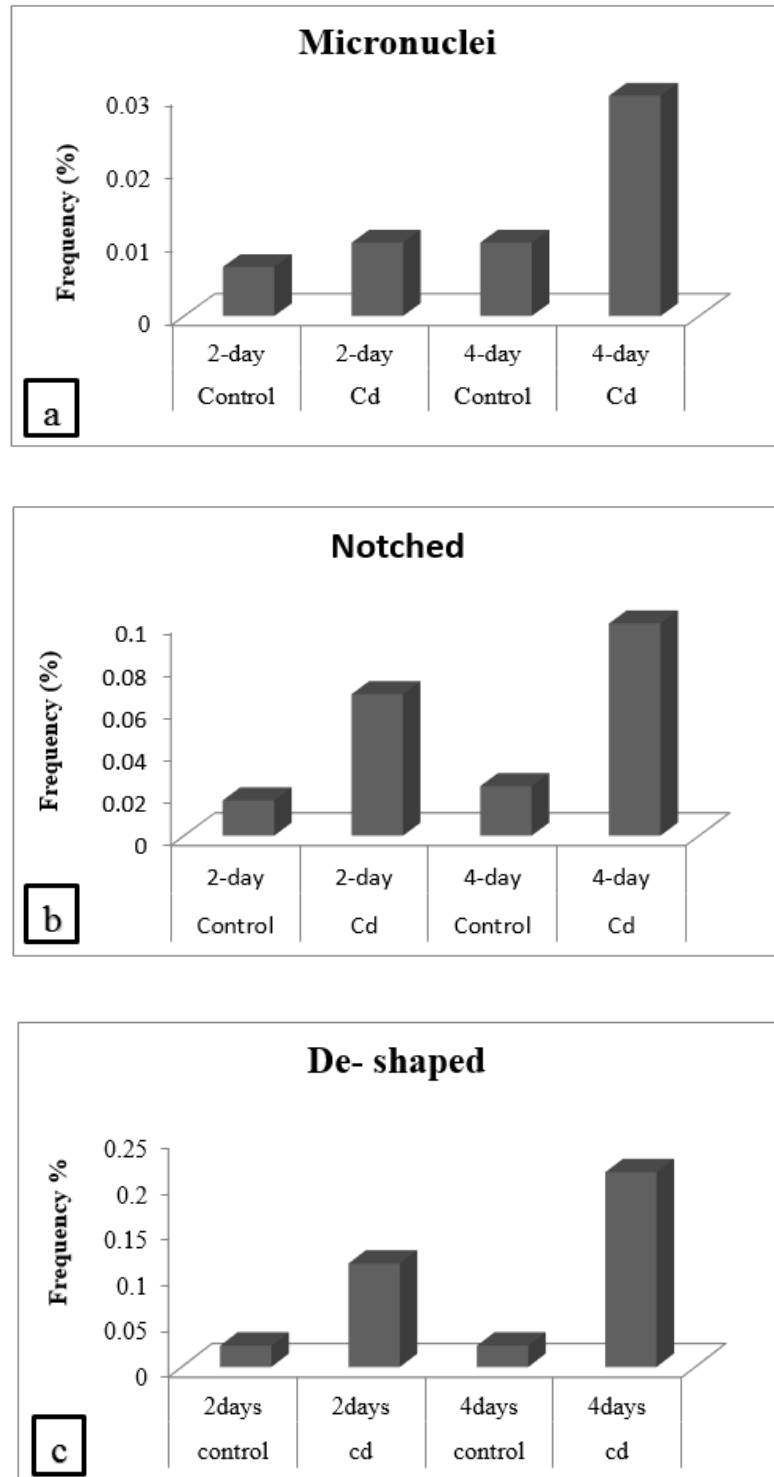 Micronuclei
Frequency (%)
0.03
0.02
0.01
0
2-day 2-day 4-day 4-day
Control Cd Control Cd
a
Notched
Frequency (%)
0.1
0.08
0.06
0.04
0.02
0
2-day 2-day 4-day 4-day
Control Cd Control Cd
b
De- shaped
Frequency %
0.25
0.2
0.15
0.1
0.05
0
2days 2days 4days 4days
control cd control cd
c